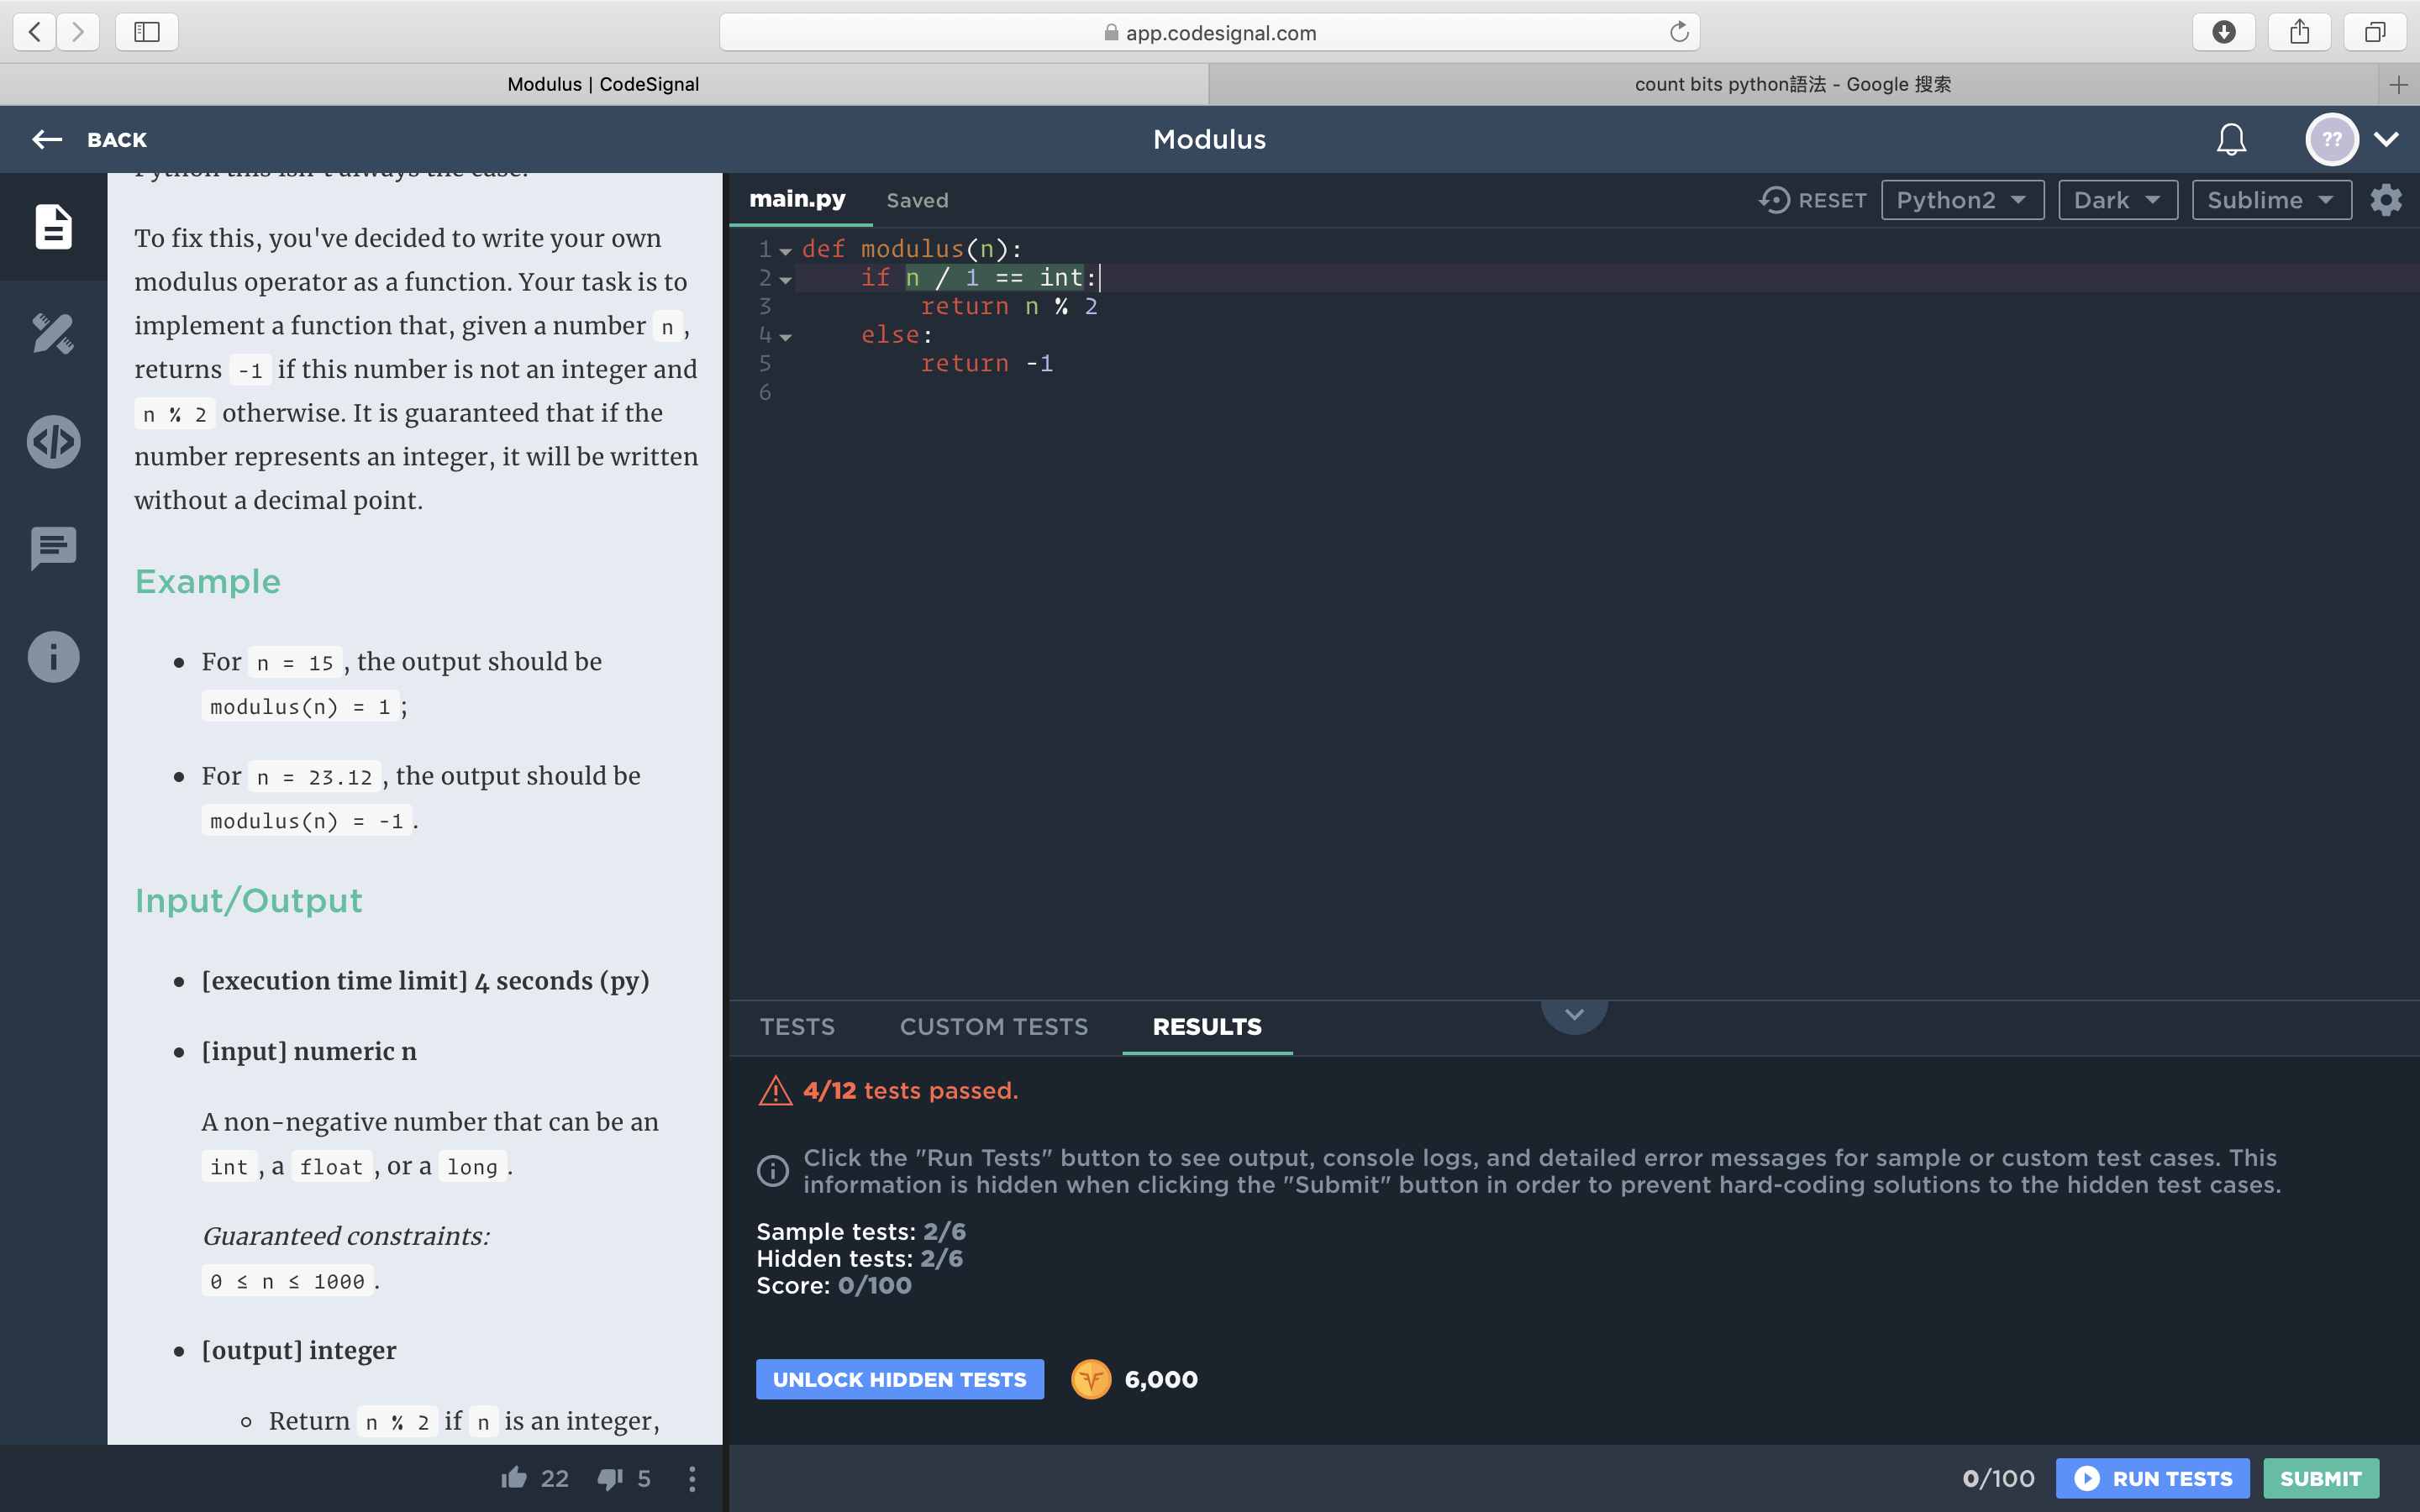 app.codesignal.com
Modulus | CodeSignal
count bits python語法 - Google 搜索
BACK
Modulus
??
Python this isn't always the case.
To fix this, you've decided to write your own
modulus operator as a function. Your task is to
implement a function that, given a number n,
returns -1 if this number is not an integer and
n % 2 otherwise. It is guaranteed that if the
number represents an integer, it will be written
without a decimal point.
Example
• For n = 15, the output should be
modulus(n) = 1;
• For n = 23.12, the output should be
modulus(n) = -1.
Input/Output
• [execution time limit] 4 seconds (py)
• [input] numeric n
A non-negative number that can be an
int, a float, or a long.
Guaranteed constraints:
0 ≤ n ≤ 1000.
• [output] integer
◦ Return n % 2 if n is an integer,
22 5
main.py Saved RESET Python2 Dark Sublime
1 def modulus(n):
2 if n / 1 == int:
3 return n % 2
4 else:
5 return -1
6
TESTS CUSTOM TESTS RESULTS
4/12 tests passed.
Click the "Run Tests" button to see output, console logs, and detailed error messages for sample or custom test cases. This
information is hidden when clicking the "Submit" button in order to prevent hard-coding solutions to the hidden test cases.
Sample tests: 2/6
Hidden tests: 2/6
Score: 0/100
UNLOCK HIDDEN TESTS 6,000
0/100 RUN TESTS SUBMIT